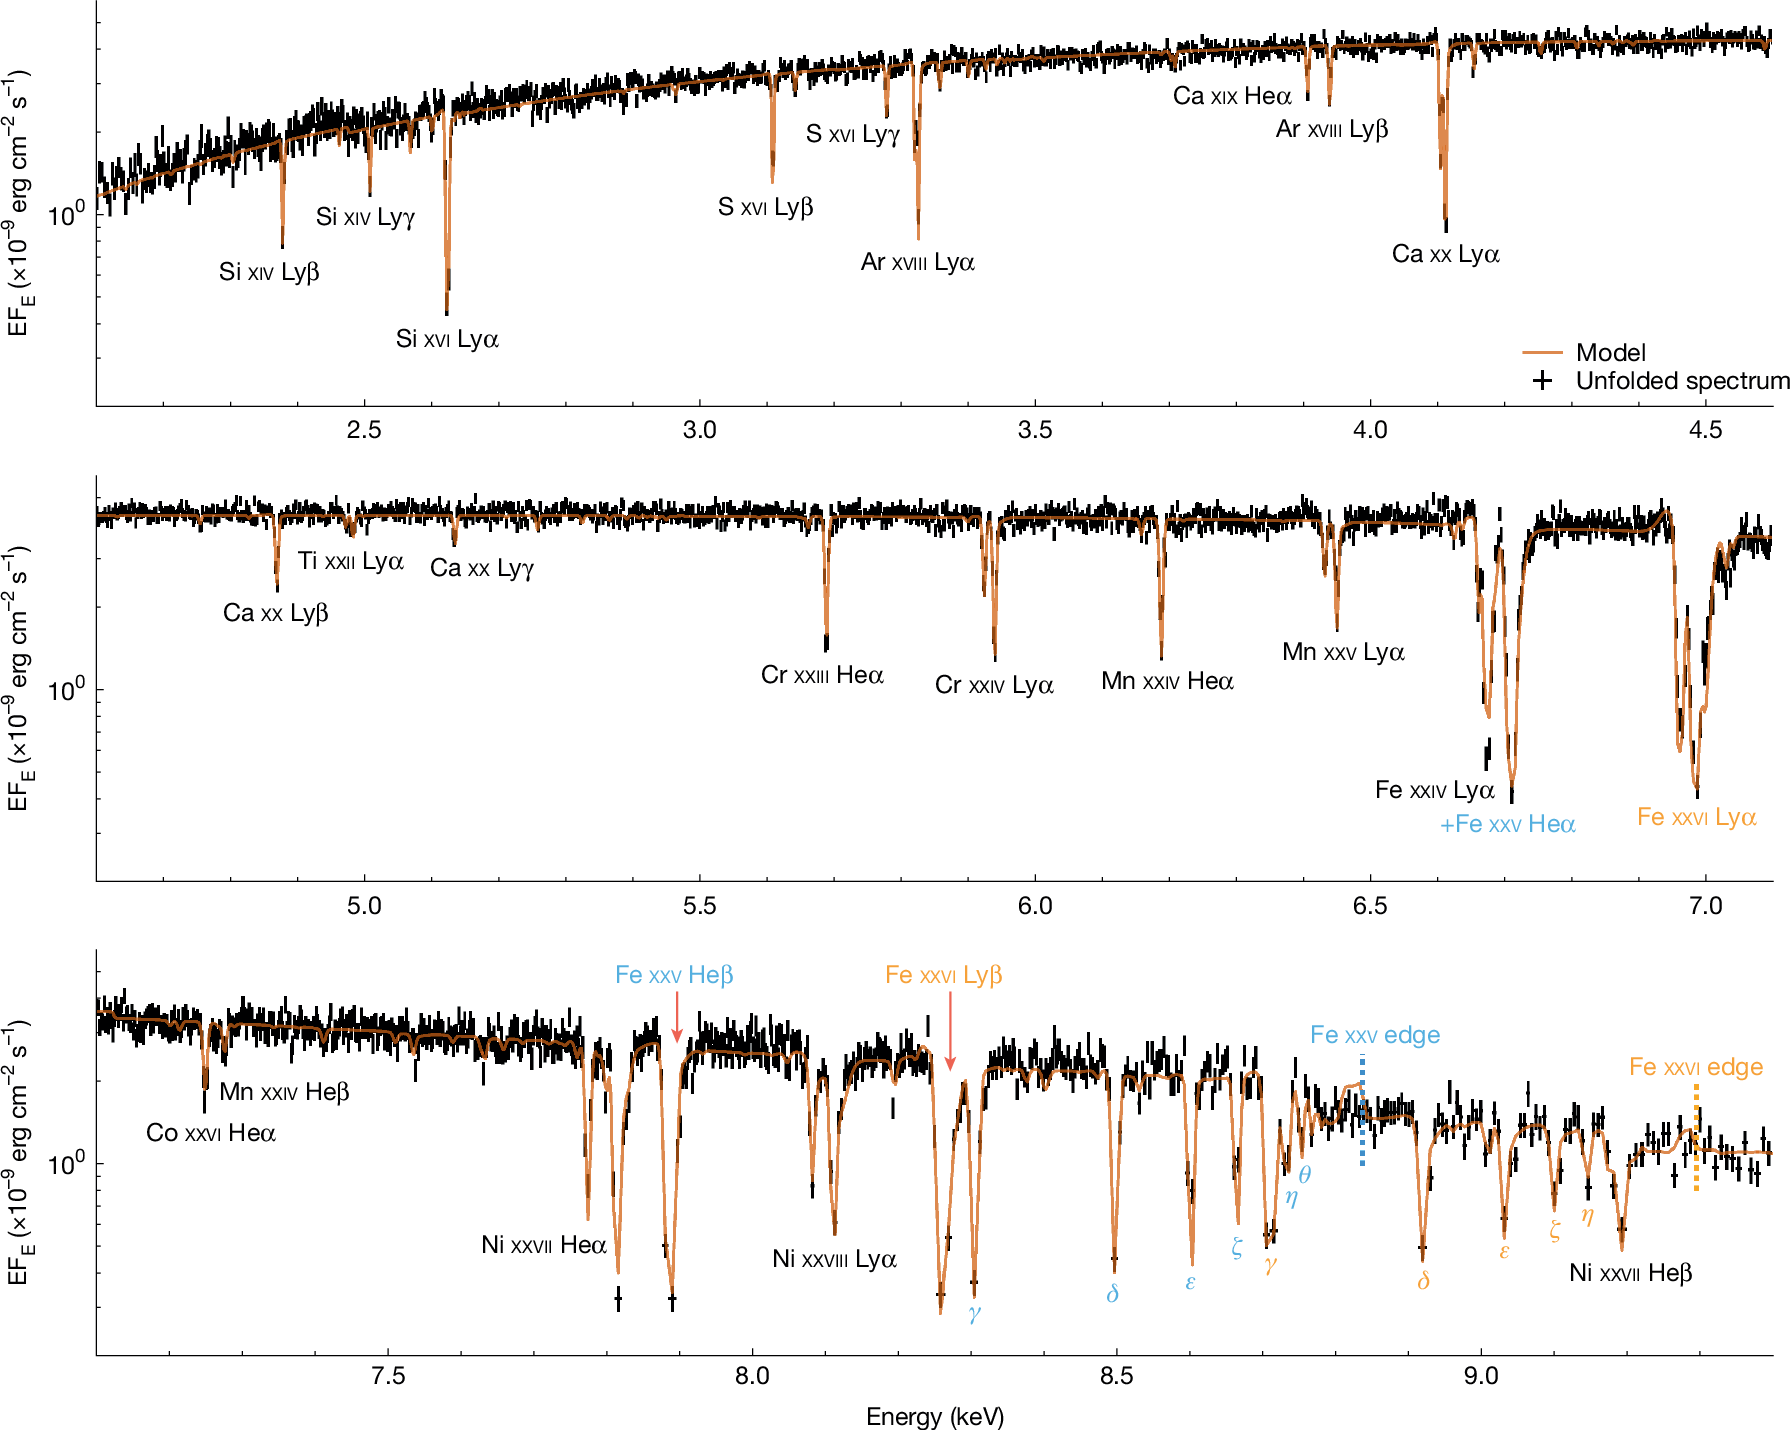 EF_E (×10⁻⁹ erg cm⁻² s⁻¹)
10⁰
Si XIV Lyβ
Si XIV Lyγ
Si XVI Lyα
S XVI Lyβ
S XVI Lyγ
Ar XVIII Lyα
Ca XIX Heα
Ar XVIII Lyβ
Ca XX Lyα
Model
Unfolded spectrum
2.5 3.0 3.5 4.0 4.5
EF_E (×10⁻⁹ erg cm⁻² s⁻¹)
10⁰
Ca XX Lyβ
Ti XXII Lyα
Ca XX Lyγ
Cr XXIII Heα
Cr XXIV Lyα
Mn XXIV Heα
Mn XXV Lyα
Fe XXIV Lyα
+Fe XXV Heα
Fe XXVI Lyα
5.0 5.5 6.0 6.5 7.0
EF_E (×10⁻⁹ erg cm⁻² s⁻¹)
10⁰
Fe XXV Heβ
Fe XXVI Lyβ
Fe XXV edge
Fe XXVI edge
Mn XXIV Heβ
Co XXVI Heα
Ni XXVII Heα
Ni XXVIII Lyα
γ
δ
ε
ζ
γ
η
θ
δ
ε
ζ
η
Ni XXVII Heβ
7.5 8.0 8.5 9.0
Energy (keV)